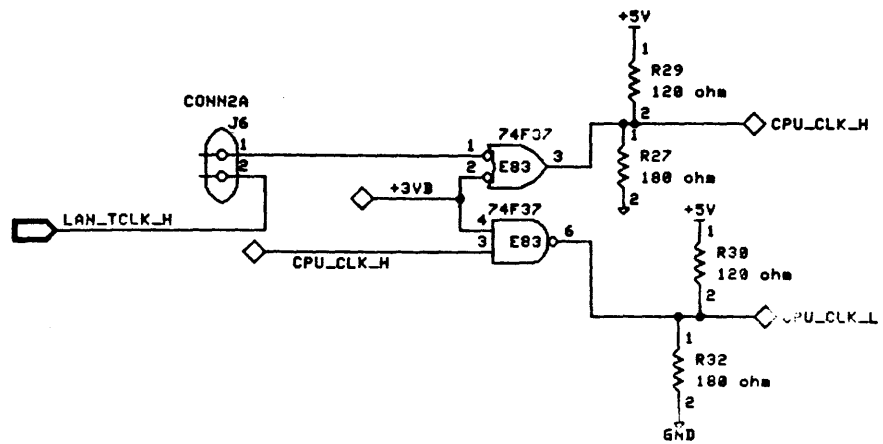 +5V
1
R29
120 ohm
2
CPU_CLK_H
CONN2A
J6
1
2
74F37
1
2
E83
3
1
R27
180 ohm
2
+3VB
LAN_TCLK_H
74F37
4
3
E83
6
CPU_CLK_H
+5V
1
R30
120 ohm
2
CPU_CLK_L
1
R32
180 ohm
2
GND